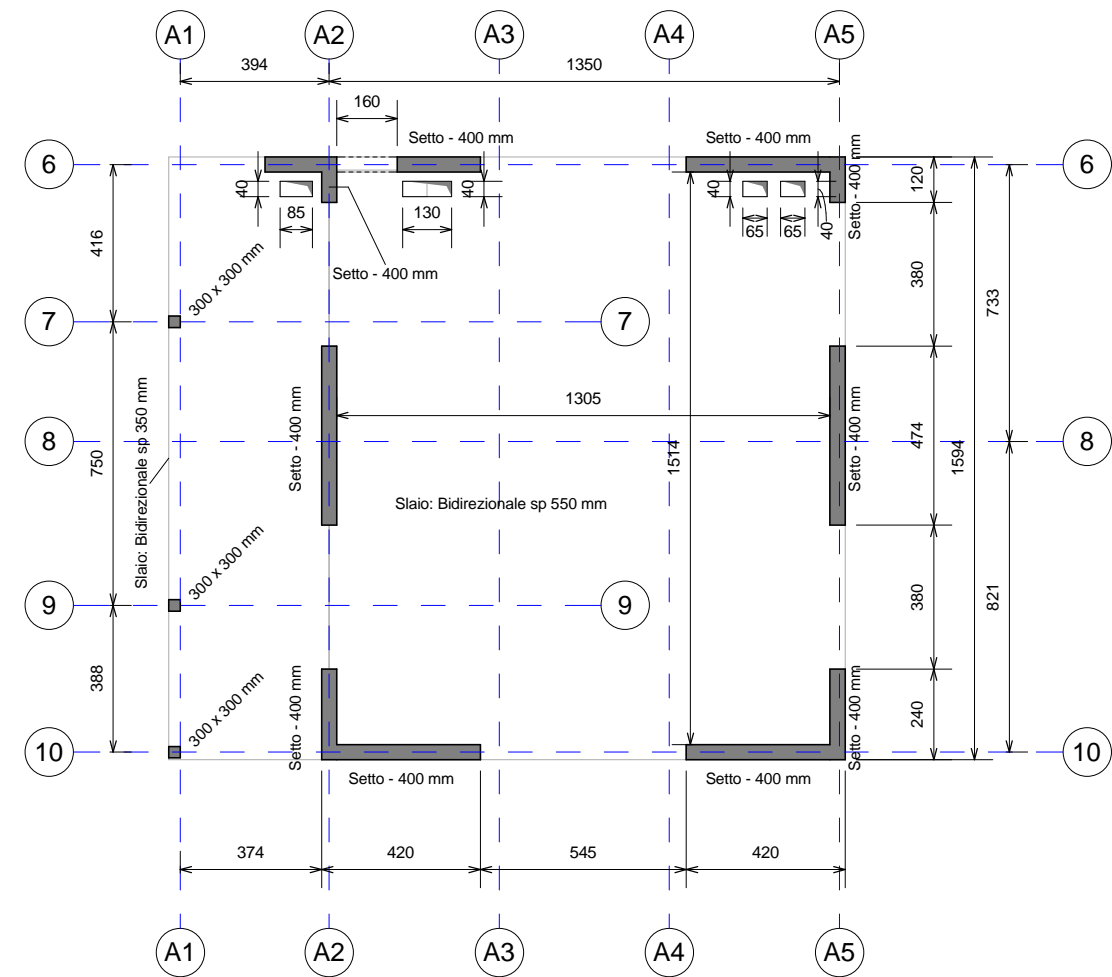 A1
A2
A3
A4
A5
394
1350
160
Setto - 400 mm
Setto - 400 mm
6
6
40
85
130
40
40
65
65
40
Setto - 400 mm
120
416
Setto - 400 mm
380
733
300 x 300 mm
7
7
Slaio: Bidirezionale sp 350 mm
750
8
Setto - 400 mm
1305
1514
Setto - 400 mm
474
1594
8
Slaio: Bidirezionale sp 550 mm
300 x 300 mm
9
9
380
821
388
300 x 300 mm
Setto - 400 mm
Setto - 400 mm
240
10
10
Setto - 400 mm
Setto - 400 mm
374
420
545
420
A1
A2
A3
A4
A5